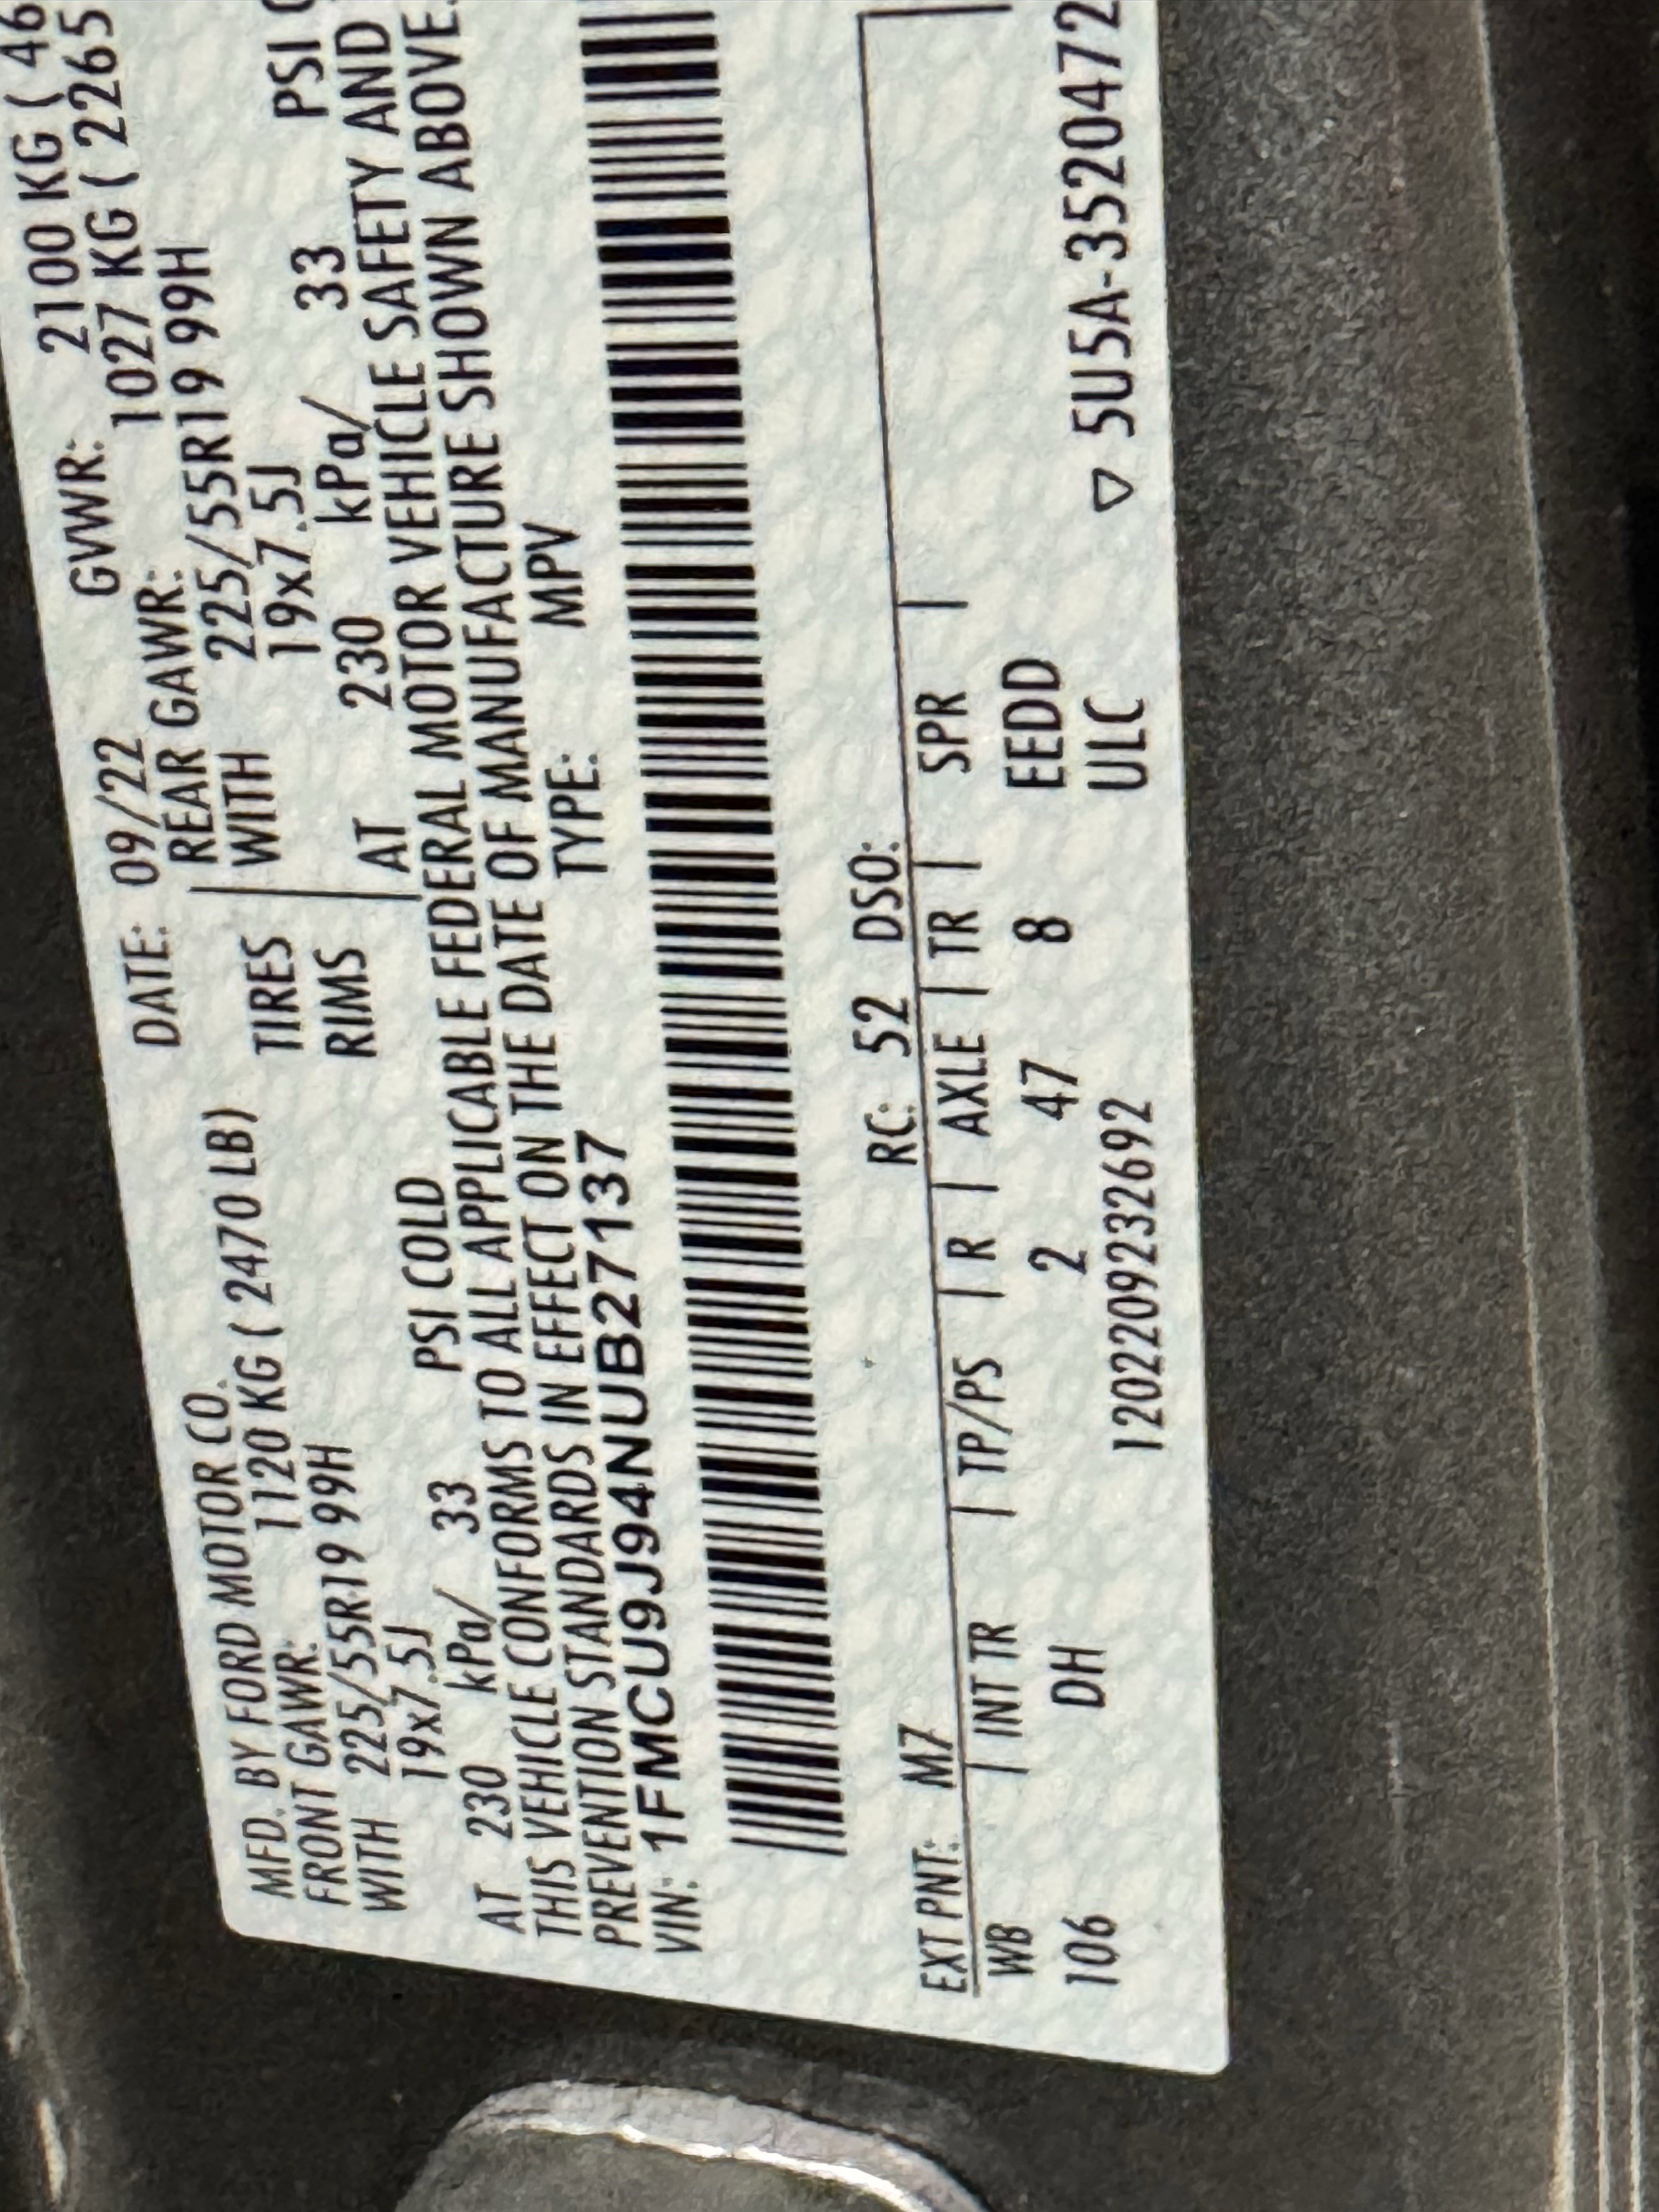 MFD. BY FORD MOTOR CO. DATE: 09/22 GVWR: 2100 KG ( 46
FRONT GAWR: 1120 KG ( 2470 LB) REAR GAWR: 1027 KG ( 2265
WITH 225/55R19 99H TIRES WITH 225/55R19 99H
19x7.5J RIMS 19x7.5J
AT 230 kPa/ 33 PSI COLD AT 230 kPa/ 33 PSI
THIS VEHICLE CONFORMS TO ALL APPLICABLE FEDERAL MOTOR VEHICLE SAFETY AND
PREVENTION STANDARDS IN EFFECT ON THE DATE OF MANUFACTURE SHOWN ABOVE.
VIN: 1FMCU9J94NUB27137 TYPE: MPV
EXT PNT: M7 RC: 52 DSO:
WB | INT TR | TP/PS | R | AXLE | TR | SPR |
106 DH 2 47 8 EEDD
1202209232692 ULC ▽ 5U5A-3520472